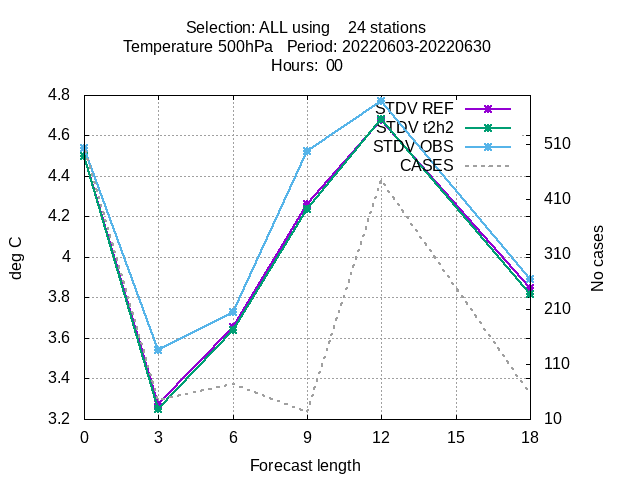 Selection: ALL using 24 stations
Temperature 500hPa Period: 20220603-20220630
Hours: 00
4.8
4.6
4.4
4.2
4
3.8
3.6
3.4
3.2
deg C
STDV REF
STDV t2h2
STDV OBS
CASES
510
410
310
210
110
10
No cases
0 3 6 9 12 15 18
Forecast length